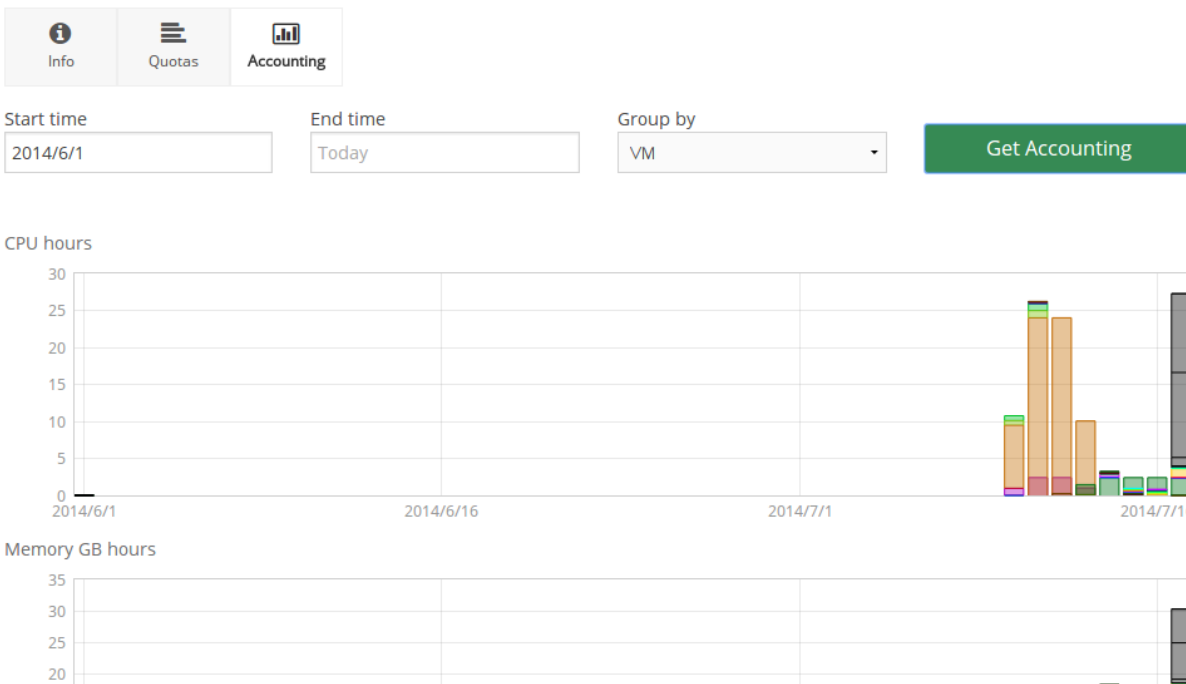 Info Quotas Accounting
Start time End time Group by
2014/6/1 Today VM Get Accounting
CPU hours
30
25
20
15
10
5
0
2014/6/1 2014/6/16 2014/7/1 2014/7/1
Memory GB hours
35
30
25
20